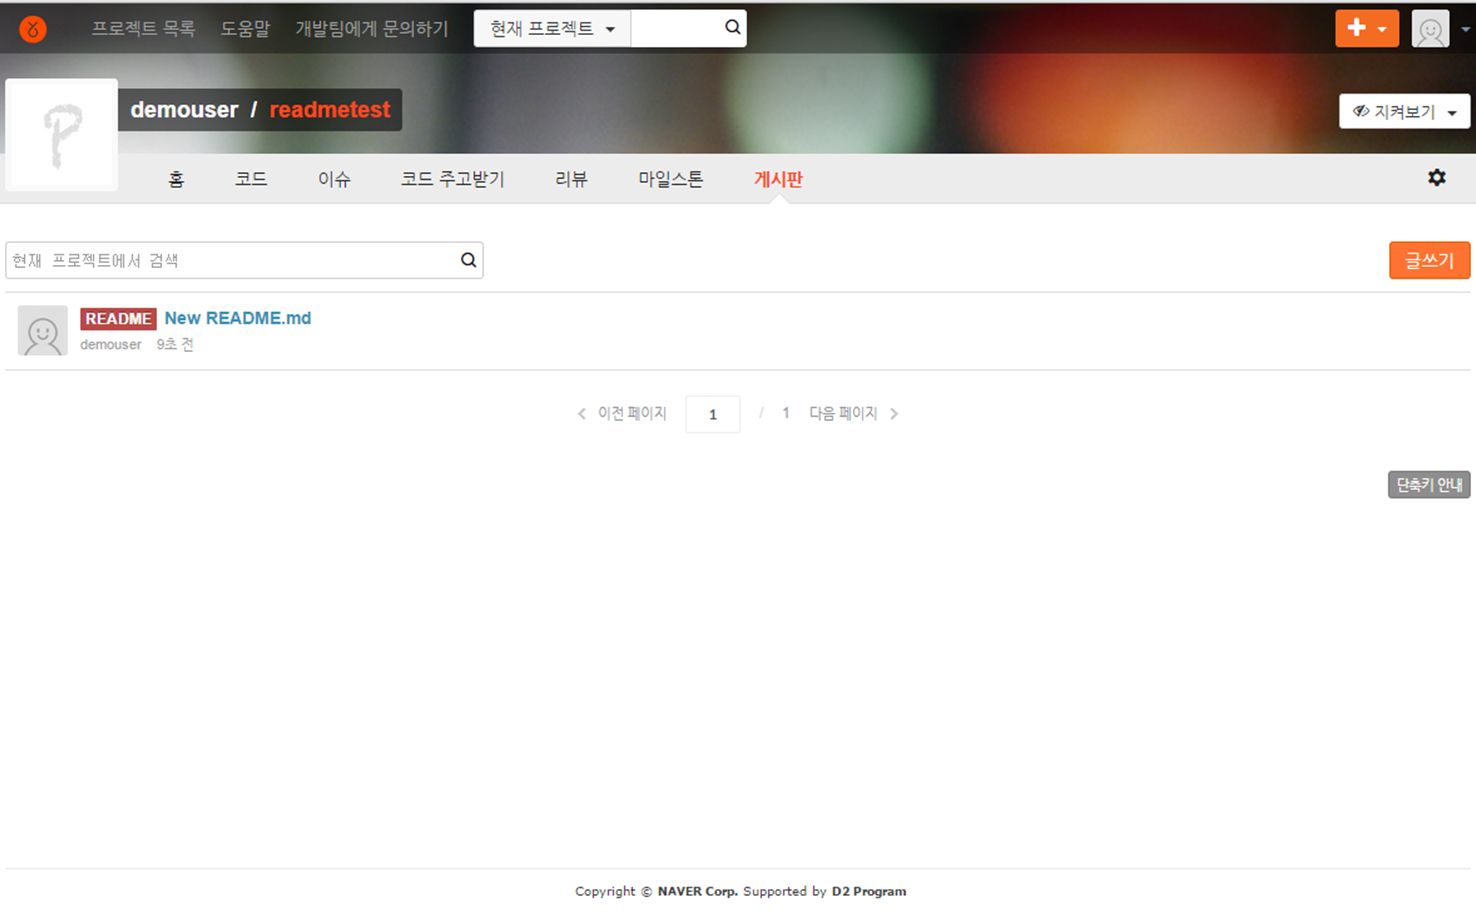 프로젝트 목록 도움말 개발팀에게 문의하기 현재 프로젝트
demouser / readmetest
지켜보기
홈 코드 이슈 코드 주고받기 리뷰 마일스톤 게시판
현재 프로젝트에서 검색
글쓰기
README New README.md
demouser 9초 전
이전 페이지 1 / 1 다음 페이지
단축키 안내
Copyright © NAVER Corp. Supported by D2 Program